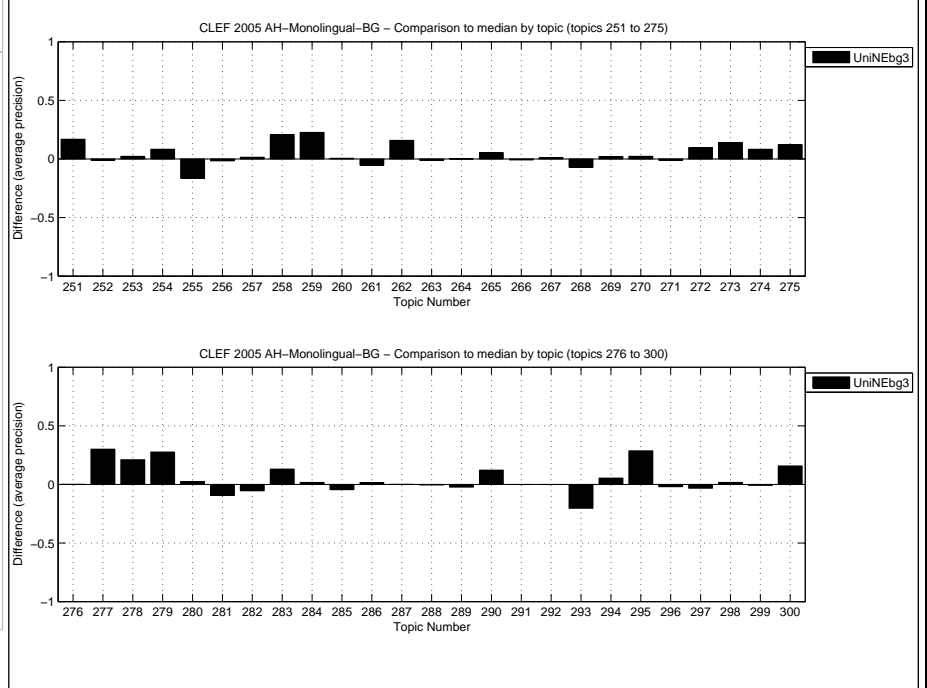 CLEF 2005 AH−Monolingual−BG − Comparison to median by topic (topics 251 to 275)
1
0.5
0
−0.5
−1
Difference (average precision)
UniNEbg3
251 252 253 254 255 256 257 258 259 260 261 262 263 264 265 266 267 268 269 270 271 272 273 274 275
Topic Number
CLEF 2005 AH−Monolingual−BG − Comparison to median by topic (topics 276 to 300)
1
0.5
0
−0.5
−1
Difference (average precision)
UniNEbg3
276 277 278 279 280 281 282 283 284 285 286 287 288 289 290 291 292 293 294 295 296 297 298 299 300
Topic Number